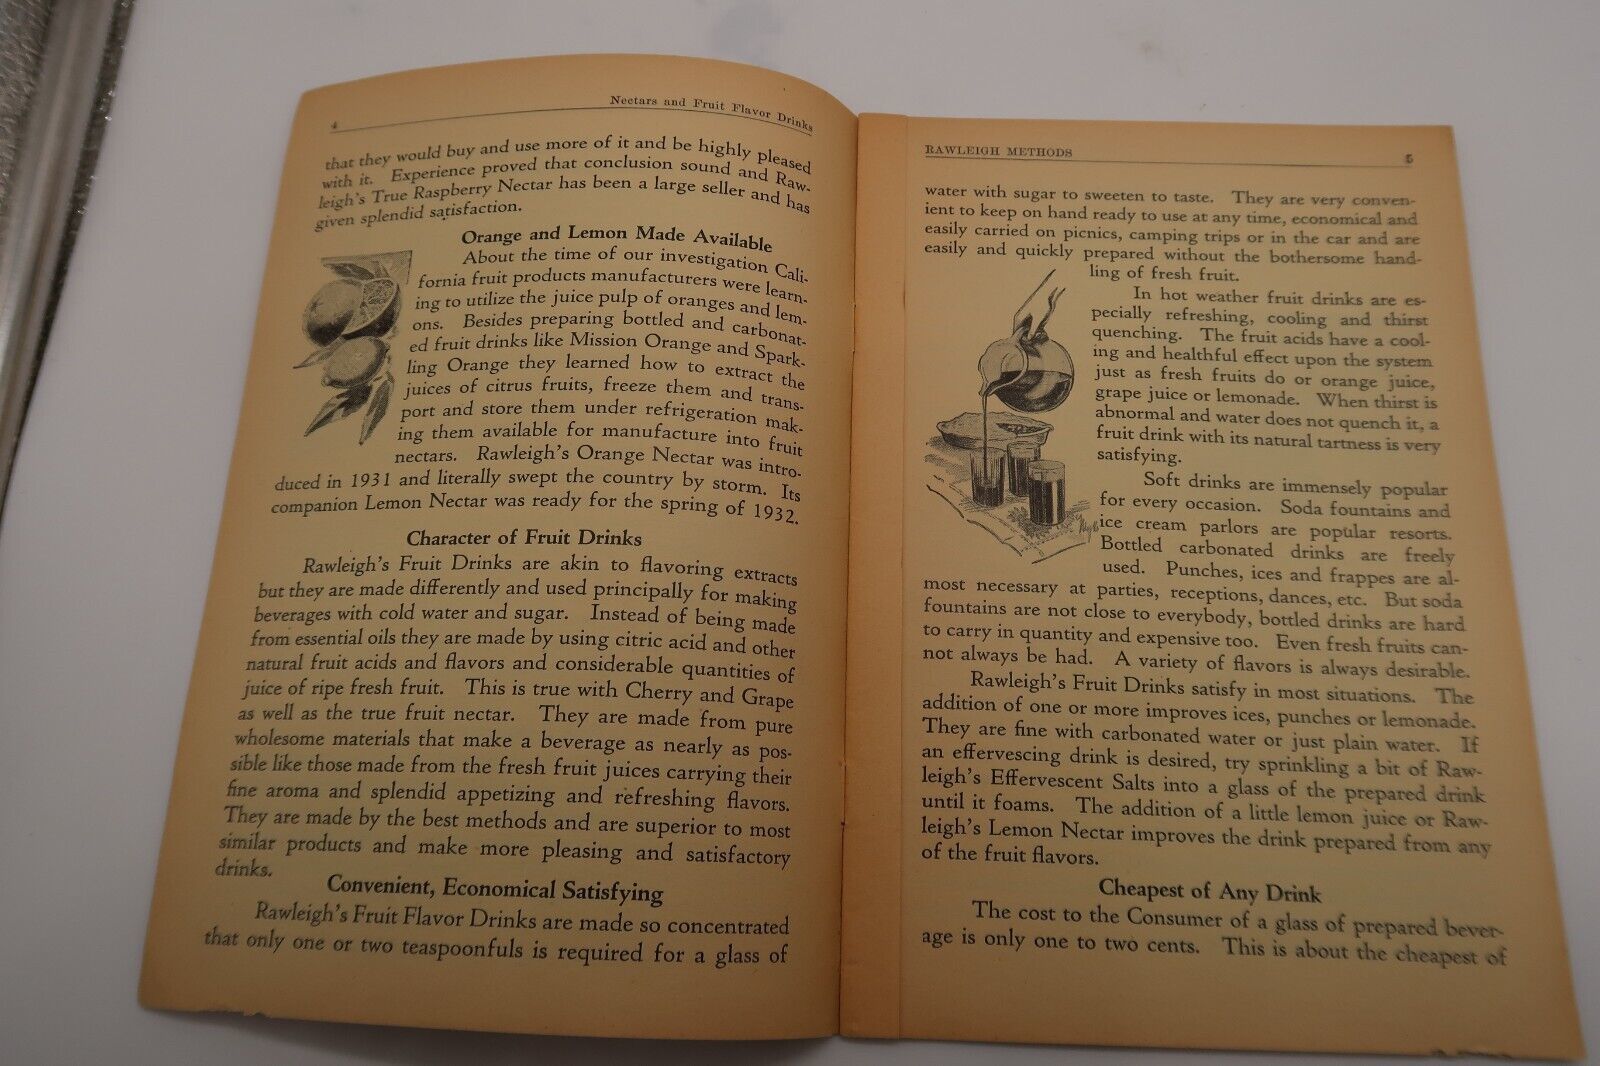 4
Nectars and Fruit Flavor Drinks
that they would buy and use more of it and be highly pleased
with it. Experience proved that conclusion sound and Raw-
leigh's True Raspberry Nectar has been a large seller and has
given splendid satisfaction.
Orange and Lemon Made Available
About the time of our investigation Cali-
fornia fruit products manufacturers were learn-
ing to utilize the juice pulp of oranges and lem-
ons. Besides preparing bottled and carbonat-
ed fruit drinks like Mission Orange and Spark-
ling Orange they learned how to extract the
juices of citrus fruits, freeze them and trans-
port and store them under refrigeration mak-
ing them available for manufacture into fruit
nectars. Rawleigh's Orange Nectar was intro-
duced in 1931 and literally swept the country by storm. Its
companion Lemon Nectar was ready for the spring of 1932.
Character of Fruit Drinks
Rawleigh's Fruit Drinks are akin to flavoring extracts
but they are made differently and used principally for making
beverages with cold water and sugar. Instead of being made
from essential oils they are made by using citric acid and other
natural fruit acids and flavors and considerable quantities of
juice of ripe fresh fruit. This is true with Cherry and Grape
as well as the true fruit nectar. They are made from pure
wholesome materials that make a beverage as nearly as pos-
sible like those made from the fresh fruit juices carrying their
fine aroma and splendid appetizing and refreshing flavors.
They are made by the best methods and are superior to most
similar products and make more pleasing and satisfactory
drinks.
Convenient, Economical Satisfying
Rawleigh's Fruit Flavor Drinks are made so concentrated
that only one or two teaspoonfuls is required for a glass of
RAWLEIGH METHODS
5
water with sugar to sweeten to taste. They are very conven-
ient to keep on hand ready to use at any time, economical and
easily carried on picnics, camping trips or in the car and are
easily and quickly prepared without the bothersome hand-
ling of fresh fruit.
In hot weather fruit drinks are es-
pecially refreshing, cooling and thirst
quenching. The fruit acids have a cool-
ing and healthful effect upon the system
just as fresh fruits do or orange juice,
grape juice or lemonade. When thirst is
abnormal and water does not quench it, a
fruit drink with its natural tartness is very
satisfying.
Soft drinks are immensely popular
for every occasion. Soda fountains and
ice cream parlors are popular resorts.
Bottled carbonated drinks are freely
used. Punches, ices and frappes are al-
most necessary at parties, receptions, dances, etc. But soda
fountains are not close to everybody, bottled drinks are hard
to carry in quantity and expensive too. Even fresh fruits can-
not always be had. A variety of flavors is always desirable.
Rawleigh's Fruit Drinks satisfy in most situations. The
addition of one or more improves ices, punches or lemonade.
They are fine with carbonated water or just plain water. If
an effervescing drink is desired, try sprinkling a bit of Raw-
leigh's Effervescent Salts into a glass of the prepared drink
until it foams. The addition of a little lemon juice or Raw-
leigh's Lemon Nectar improves the drink prepared from any
of the fruit flavors.
Cheapest of Any Drink
The cost to the Consumer of a glass of prepared bever-
age is only one to two cents. This is about the cheapest of